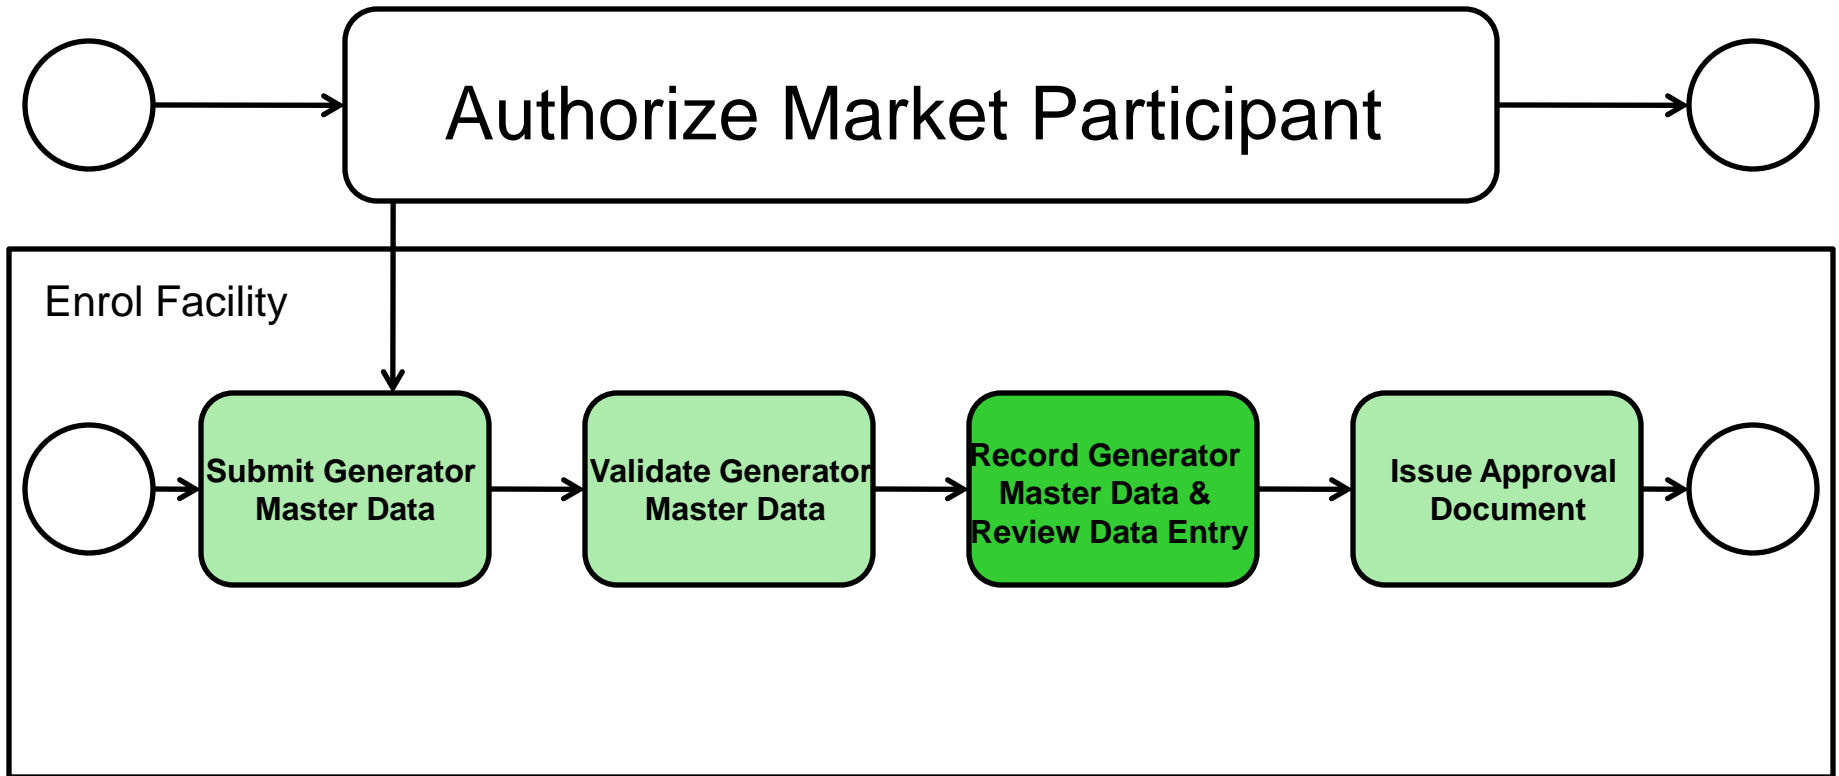 Authorize Market Participant
Enrol Facility
Submit Generator
Master Data
Validate Generator
Master Data
Record Generator
Master Data &
Review Data Entry
Issue Approval
Document